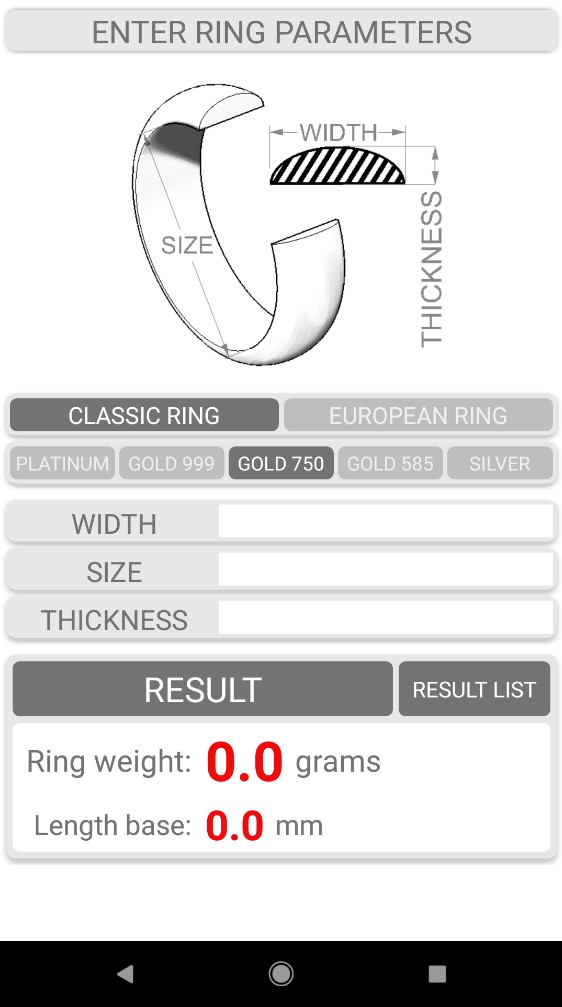 ENTER RING PARAMETERS
WIDTH
SIZE
THICKNESS
CLASSIC RING EUROPEAN RING
PLATINUM GOLD 999 GOLD 750 GOLD 585 SILVER
WIDTH
SIZE
THICKNESS
RESULT RESULT LIST
Ring weight: 0.0 grams
Length base: 0.0 mm